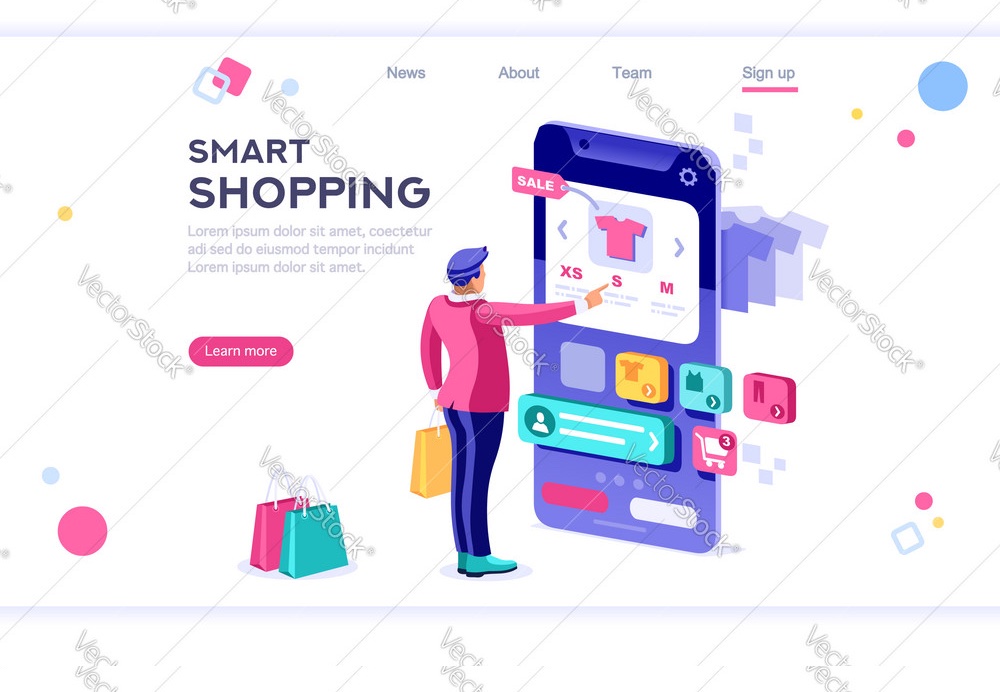 News About Team Sign up
SMART
SHOPPING
Lorem ipsum dolor sit amet, coectetur
adi sed do eiusmod tempor incidunt
Lorem ipsum dolor sit amet.
Learn more
SALE
XS S M
3
VectorStock®